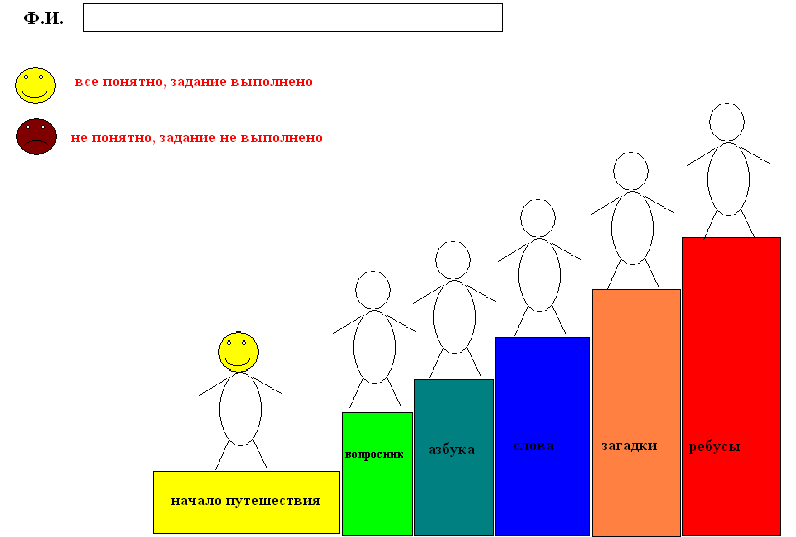 Ф.И.
все понятно, задание выполнено
не понятно, задание не выполнено
начало путешествия
вопросник
азбука
слова
загадки
ребусы